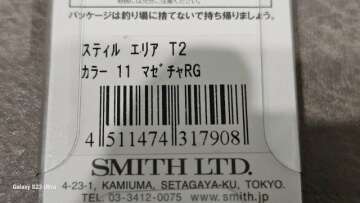 パッケージは釣り場に捨てないで持ち帰りましょう。
ｽﾃｨﾙ ｴﾘｱ T2
ｶﾗｰ 11 ﾏｾﾞﾁｬRG
4 511474 317908
SMITH LTD.
4-23-1, KAMIUMA, SETAGAYA-KU, TOKYO.
TEL: 03-3412-0075 www.smith.jp
Galaxy S23 Ultra